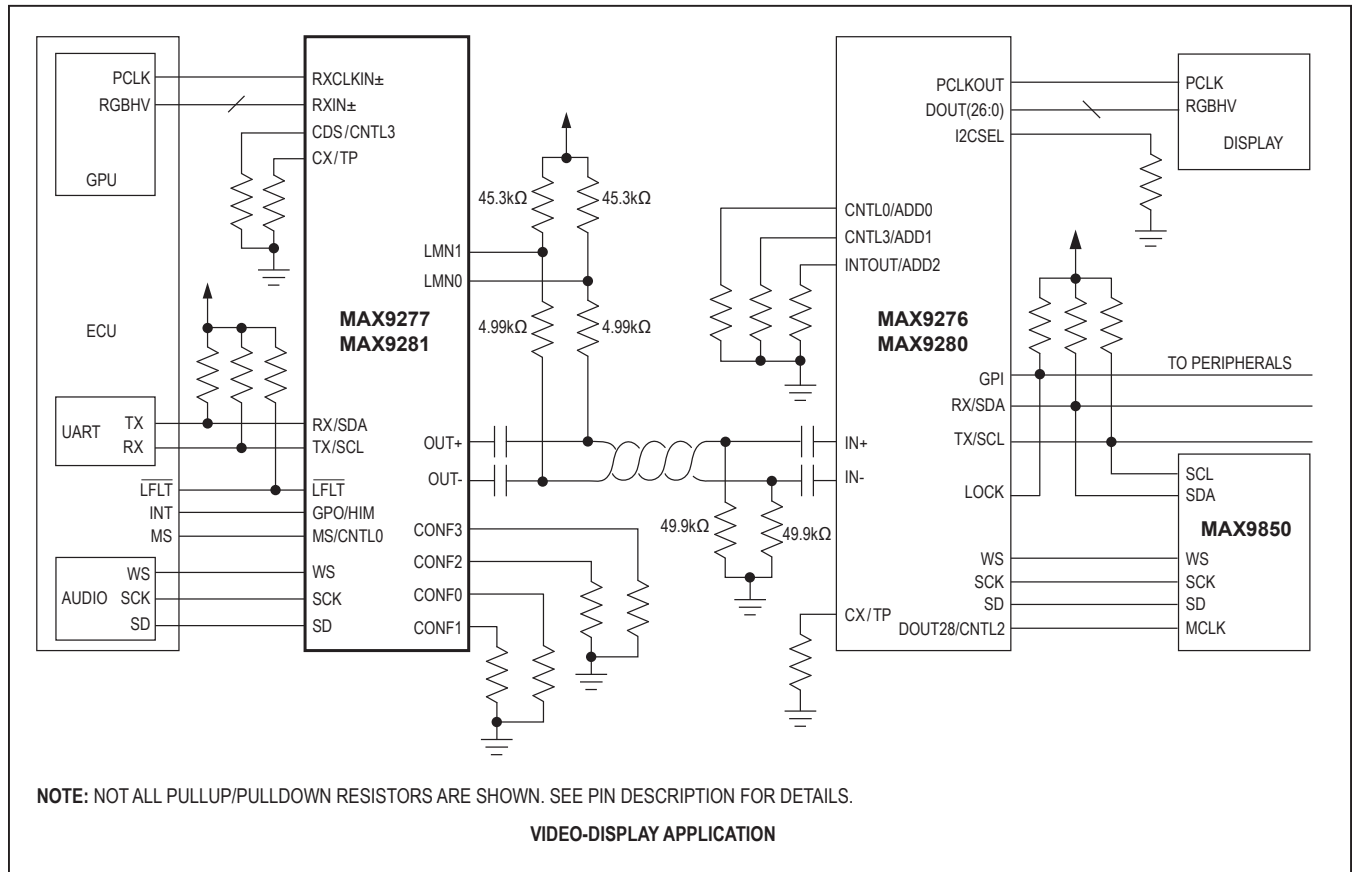 PCLK
RGBHV
GPU
ECU
UART
TX
RX
LFLT
INT
MS
AUDIO
WS
SCK
SD
RXCLKIN±
RXIN±
CDS/CNTL3
CX/TP
LMN1
LMN0
MAX9277
MAX9281
RX/SDA
TX/SCL
LFLT
GPO/HIM
MS/CNTL0
WS
SCK
SD
OUT+
OUT-
CONF3
CONF2
CONF0
CONF1
45.3kΩ
45.3kΩ
4.99kΩ
4.99kΩ
49.9kΩ
49.9kΩ
PCLKOUT
DOUT(26:0)
I2CSEL
CNTL0/ADD0
CNTL3/ADD1
INTOUT/ADD2
MAX9276
MAX9280
GPI
RX/SDA
TX/SCL
IN+
IN-
LOCK
WS
SCK
SD
CX/TP
DOUT28/CNTL2
PCLK
RGBHV
DISPLAY
TO PERIPHERALS
SCL
SDA
MAX9850
WS
SCK
SD
MCLK
NOTE: NOT ALL PULLUP/PULLDOWN RESISTORS ARE SHOWN. SEE PIN DESCRIPTION FOR DETAILS.
VIDEO-DISPLAY APPLICATION